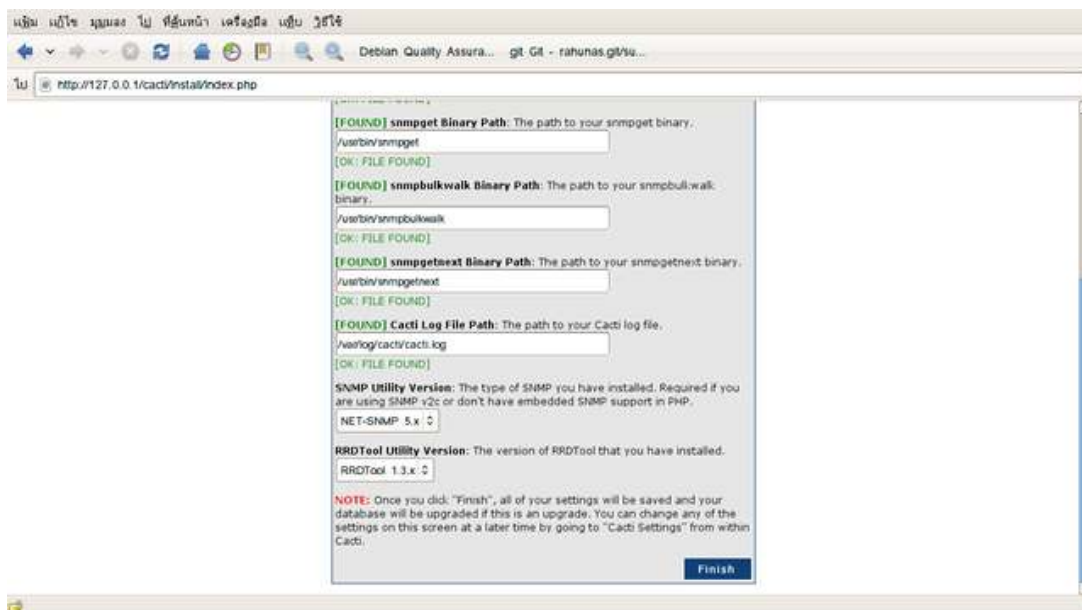 แฟ้ม แก้ไข มุมมอง ไป ที่คั่นหน้า เครื่องมือ แท็บ วิธีใช้
Debian Quality Assura... git Git - rahunas.git/su...
ไป http://127.0.0.1/cacti/install/index.php
[FOUND] snmpget Binary Path: The path to your snmpget binary.
/usr/bin/snmpget
[OK: FILE FOUND]
[FOUND] snmpbulkwalk Binary Path: The path to your snmpbulkwalk
binary.
/usr/bin/snmpbulkwalk
[OK: FILE FOUND]
[FOUND] snmpgetnext Binary Path: The path to your snmpgetnext binary.
/usr/bin/snmpgetnext
[OK: FILE FOUND]
[FOUND] Cacti Log File Path: The path to your Cacti log file.
/var/log/cacti/cacti.log
[OK: FILE FOUND]
SNMP Utility Version: The type of SNMP you have installed. Required if you
are using SNMP v2c or don't have embedded SNMP support in PHP.
NET-SNMP 5.x
RRDTool Utility Version: The version of RRDTool that you have installed.
RRDTool 1.3.x
NOTE: Once you click "Finish", all of your settings will be saved and your
database will be upgraded if this is an upgrade. You can change any of the
settings on this screen at a later time by going to "Cacti Settings" from within
Cacti.
Finish